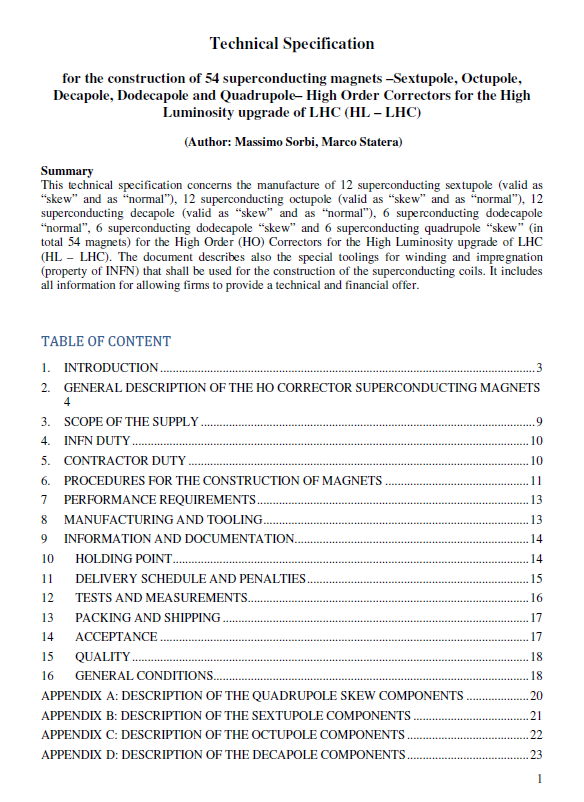 Technical Specification
for the construction of 54 superconducting magnets –Sextupole, Octupole,
Decapole, Dodecapole and Quadrupole– High Order Correctors for the High
Luminosity upgrade of LHC (HL – LHC)
(Author: Massimo Sorbi, Marco Statera)
Summary
This technical specification concerns the manufacture of 12 superconducting sextupole (valid as
“skew” and as “normal”), 12 superconducting octupole (valid as “skew” and as “normal”), 12
superconducting decapole (valid as “skew” and as “normal”), 6 superconducting dodecapole
“normal”, 6 superconducting dodecapole “skew” and 6 superconducting quadrupole “skew” (in
total 54 magnets) for the High Order (HO) Correctors for the High Luminosity upgrade of LHC
(HL – LHC). The document describes also the special toolings for winding and impregnation
(property of INFN) that shall be used for the construction of the superconducting coils. It includes
all information for allowing firms to provide a technical and financial offer.
TABLE OF CONTENT
1. INTRODUCTION ........ 3
2. GENERAL DESCRIPTION OF THE HO CORRECTOR SUPERCONDUCTING MAGNETS
4
3. SCOPE OF THE SUPPLY ........ 9
4. INFN DUTY ........ 10
5. CONTRACTOR DUTY ........ 10
6. PROCEDURES FOR THE CONSTRUCTION OF MAGNETS ........ 11
7 PERFORMANCE REQUIREMENTS ........ 13
8 MANUFACTURING AND TOOLING ........ 13
9 INFORMATION AND DOCUMENTATION ........ 14
10 HOLDING POINT ........ 14
11 DELIVERY SCHEDULE AND PENALTIES ........ 15
12 TESTS AND MEASUREMENTS ........ 16
13 PACKING AND SHIPPING ........ 17
14 ACCEPTANCE ........ 17
15 QUALITY ........ 18
16 GENERAL CONDITIONS ........ 18
APPENDIX A: DESCRIPTION OF THE QUADRUPOLE SKEW COMPONENTS ........ 20
APPENDIX B: DESCRIPTION OF THE SEXTUPOLE COMPONENTS ........ 21
APPENDIX C: DESCRIPTION OF THE OCTUPOLE COMPONENTS ........ 22
APPENDIX D: DESCRIPTION OF THE DECAPOLE COMPONENTS ........ 23
1